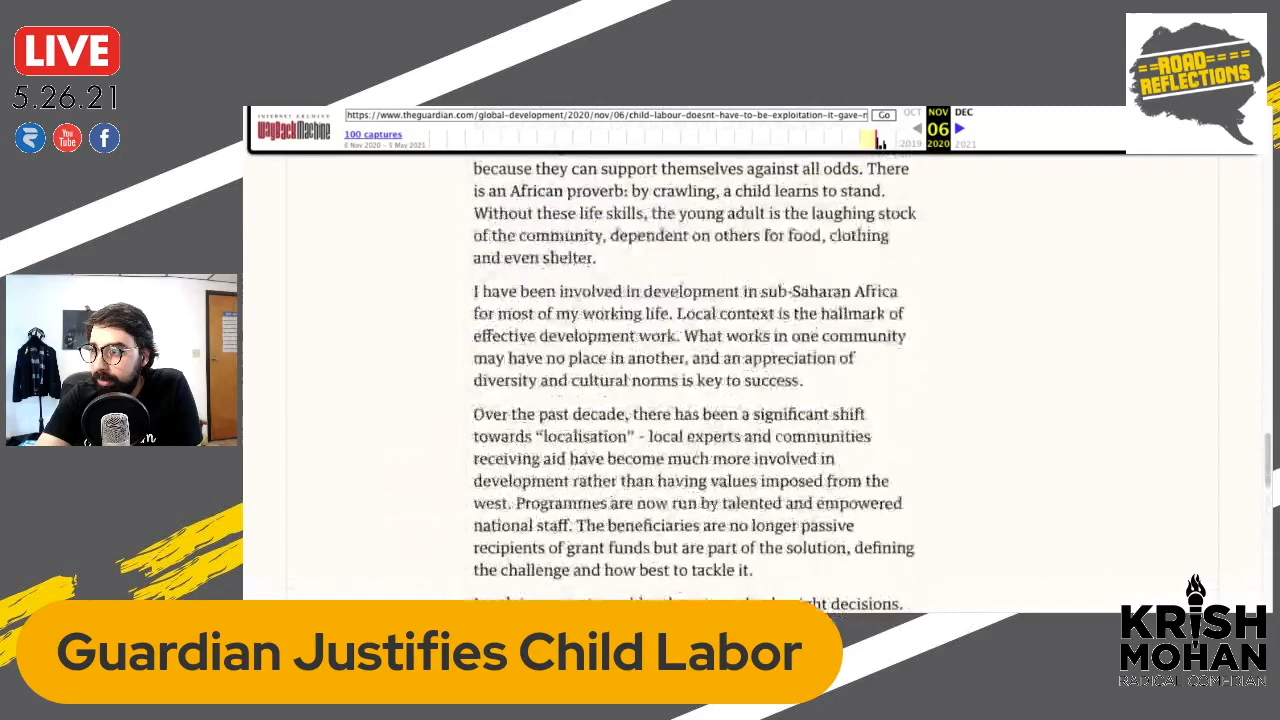 LIVE
5.26.21
You
Tube
==ROAD====
REFLECTIONS
INTERNET ARCHIVE
WayBackMachine
https://www.theguardian.com/global-development/2020/nov/06/child-labour-doesnt-have-to-be-exploitation-it-gave-n
Go
100 captures
6 Nov 2020 - 5 May 2021
OCT NOV DEC
06
2019 2020 2021
because they can support themselves against all odds. There
is an African proverb: by crawling, a child learns to stand.
Without these life skills, the young adult is the laughing stock
of the community, dependent on others for food, clothing
and even shelter.
I have been involved in development in sub-Saharan Africa
for most of my working life. Local context is the hallmark of
effective development work. What works in one community
may have no place in another, and an appreciation of
diversity and cultural norms is key to success.
Over the past decade, there has been a significant shift
towards “localisation” - local experts and communities
receiving aid have become much more involved in
development rather than having values imposed from the
west. Programmes are now run by talented and empowered
national staff. The beneficiaries are no longer passive
recipients of grant funds but are part of the solution, defining
the challenge and how best to tackle it.
decisions.
Guardian Justifies Child Labor
KRISH
MOHAN
RADICAL COMEDIAN